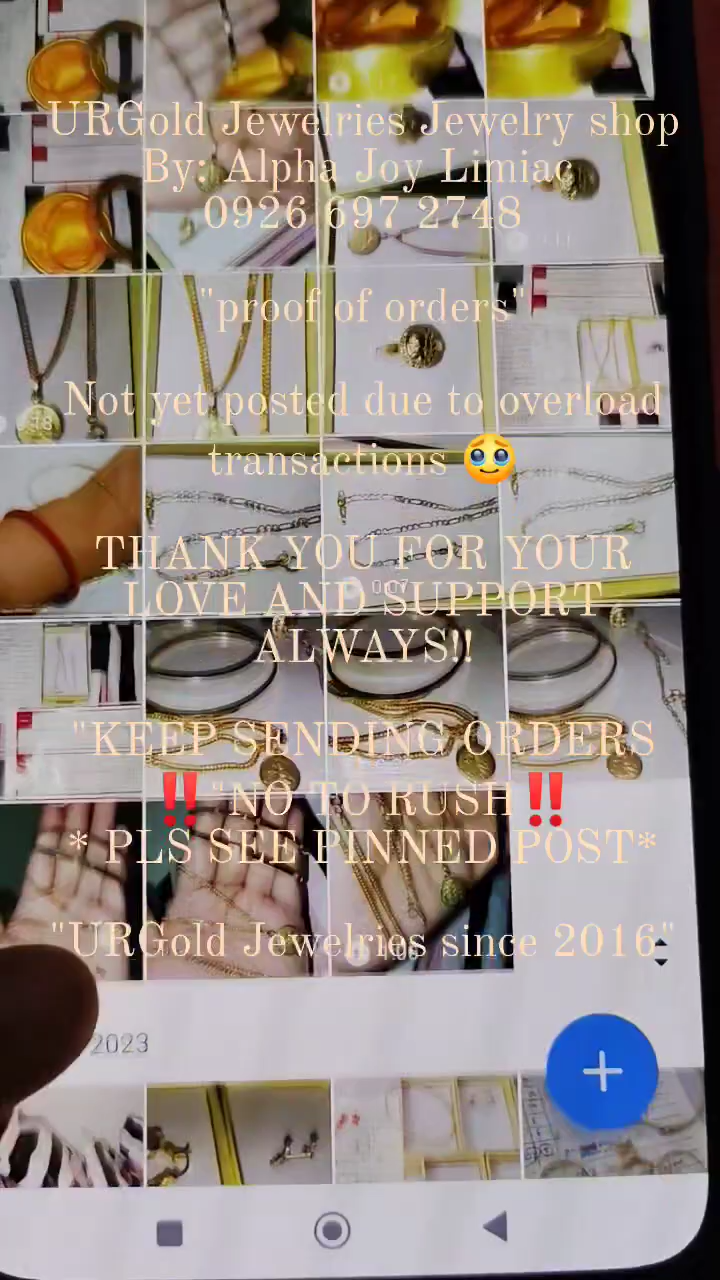 URGold Jewelries Jewelry shop
By: Alpha Joy Limiac
0926 697 2748
"proof of orders"
Not yet posted due to overload
transactions 🥹
THANK YOU FOR YOUR
LOVE AND SUPPORT
ALWAYS!!
"KEEP SENDING ORDERS
‼️"NO TO RUSH‼️
* PLS SEE PINNED POST*
"URGold Jewelries since 2016"
2023